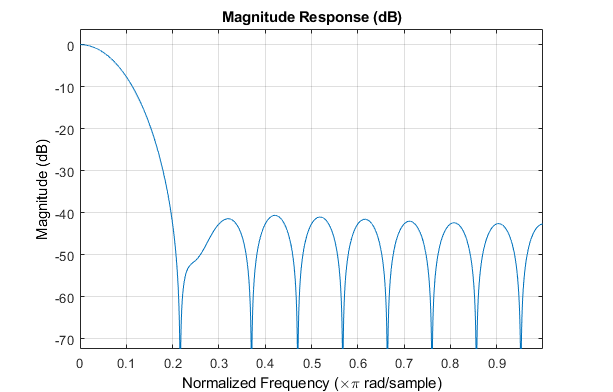 Magnitude Response (dB)
0
-10
-20
-30
-40
-50
-60
-70
Magnitude (dB)
0 0.1 0.2 0.3 0.4 0.5 0.6 0.7 0.8 0.9
Normalized Frequency (×π rad/sample)